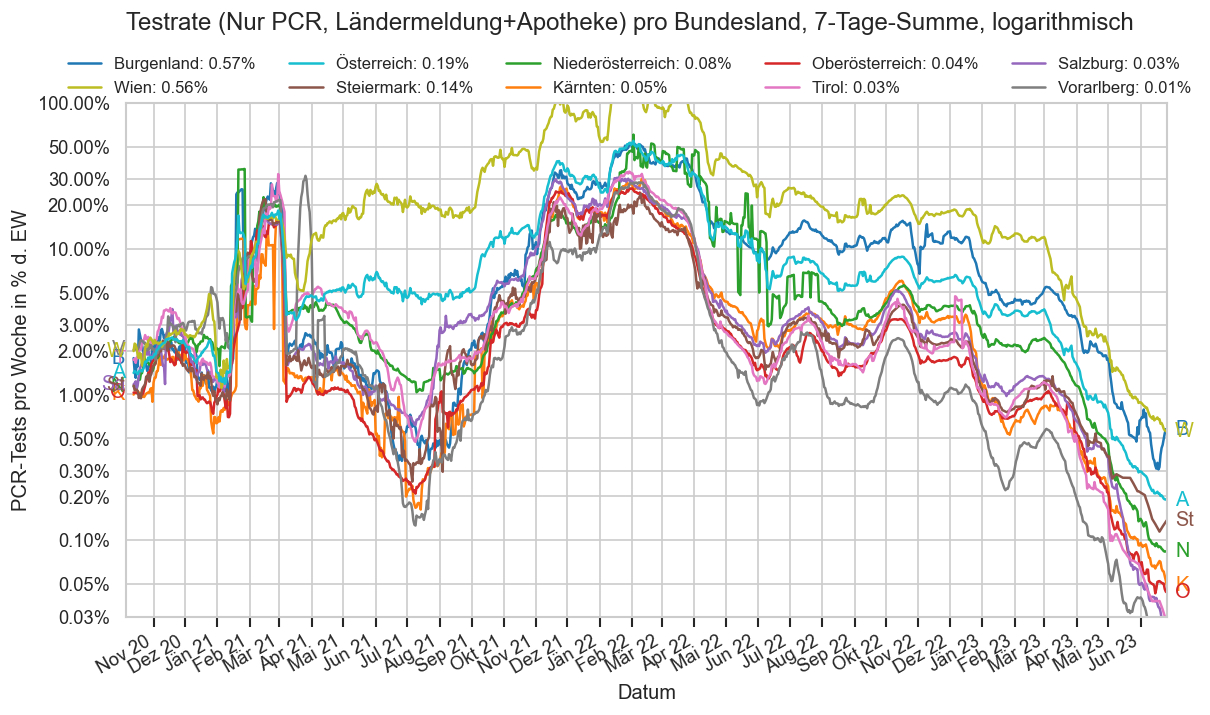 Testrate (Nur PCR, Ländermeldung+Apotheke) pro Bundesland, 7-Tage-Summe, logarithmisch
Burgenland: 0.57% Österreich: 0.19% Niederösterreich: 0.08% Oberösterreich: 0.04% Salzburg: 0.03%
Wien: 0.56% Steiermark: 0.14% Kärnten: 0.05% Tirol: 0.03% Vorarlberg: 0.01%
100.00%
50.00%
30.00%
20.00%
10.00%
5.00%
3.00%
2.00%
1.00%
0.50%
0.30%
0.20%
0.10%
0.05%
0.03%
PCR-Tests pro Woche in % d. EW
B
W
A
St
N
K
O
Nov 20 Dez 20 Jän 21 Feb 21 Mär 21 Apr 21 Mai 21 Jun 21 Jul 21 Aug 21 Sep 21 Okt 21 Nov 21 Dez 21 Jän 22 Feb 22 Mär 22 Apr 22 Mai 22 Jun 22 Jul 22 Aug 22 Sep 22 Okt 22 Nov 22 Dez 22 Jän 23 Feb 23 Mär 23 Apr 23 Mai 23 Jun 23
Datum